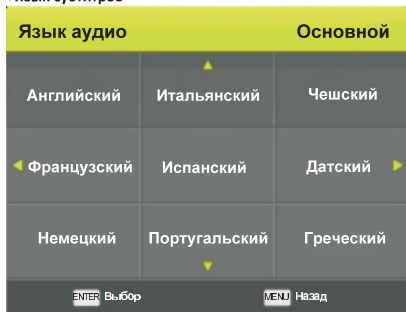 Язык аудио Основной
Английский Итальянский Чешский
Французский Испанский Датский
Немецкий Португальский Греческий
ENTER Выбор MENU Назад